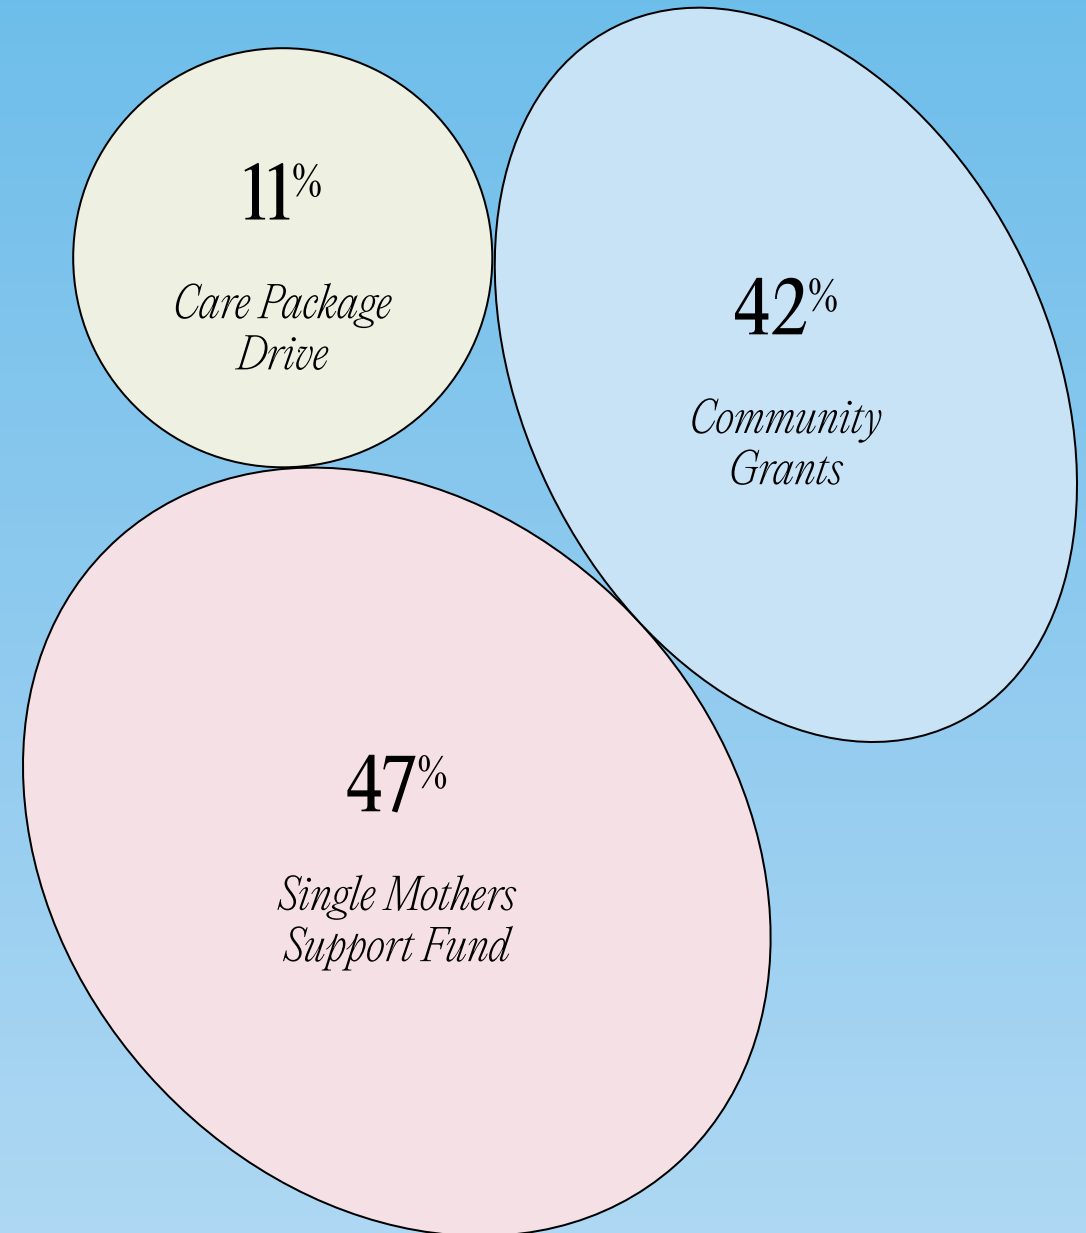 11%
Care Package
Drive
42%
Community
Grants
47%
Single Mothers
Support Fund